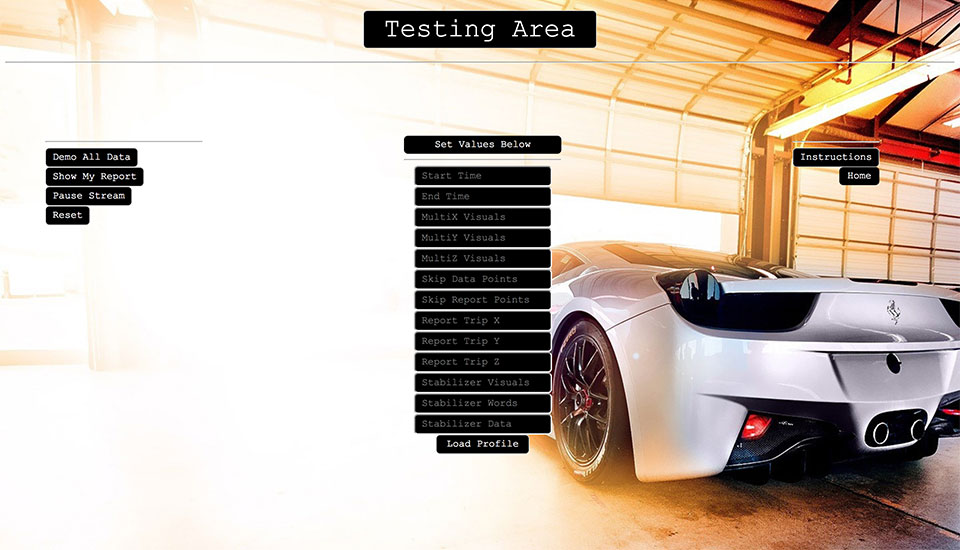 Testing Area
Demo All Data
Show My Report
Pause Stream
Reset
Set Values Below
Start Time
End Time
MultiX Visuals
MultiY Visuals
MultiZ Visuals
Skip Data Points
Skip Report Points
Report Trip X
Report Trip Y
Report Trip Z
Stabilizer Visuals
Stabilizer Words
Stabilizer Data
Load Profile
Instructions
Home